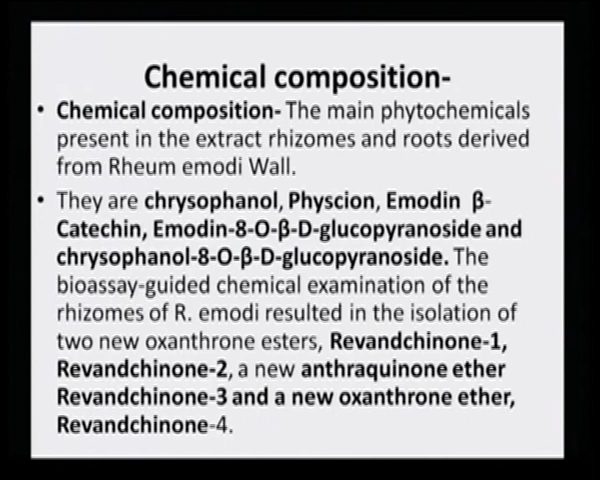 Chemical composition-
• Chemical composition- The main phytochemicals
present in the extract rhizomes and roots derived
from Rheum emodi Wall.
• They are chrysophanol, Physcion, Emodin β-
Catechin, Emodin-8-O-β-D-glucopyranoside and
chrysophanol-8-O-β-D-glucopyranoside. The
bioassay-guided chemical examination of the
rhizomes of R. emodi resulted in the isolation of
two new oxanthrone esters, Revandchinone-1,
Revandchinone-2, a new anthraquinone ether
Revandchinone-3 and a new oxanthrone ether,
Revandchinone-4.